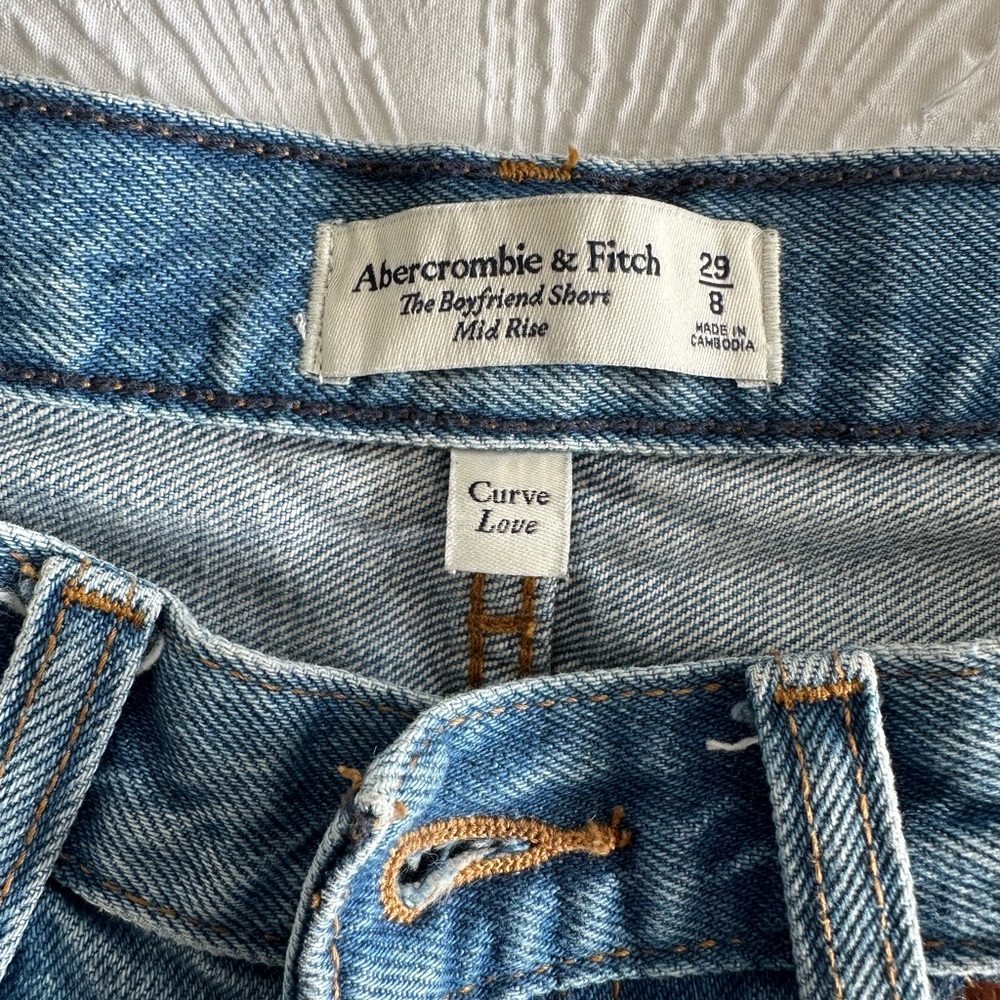 Abercrombie & Fitch
The Boyfriend Short
Mid Rise
29
8
MADE IN
CAMBODIA
Curve
Love